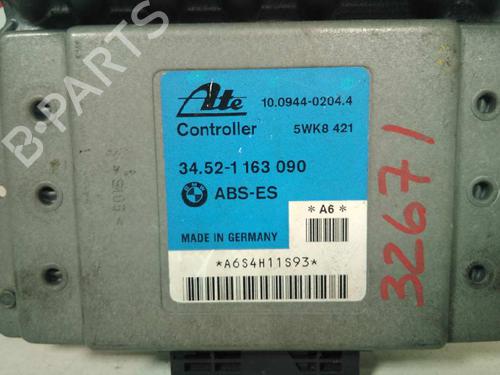 B-PARTS
Ate
10.0944-0204.4
Controller
5WK8 421
34.52-1 163 090
BMW
ABS-ES
* A6 *
MADE IN GERMANY
*A6S4H11S93*
32671